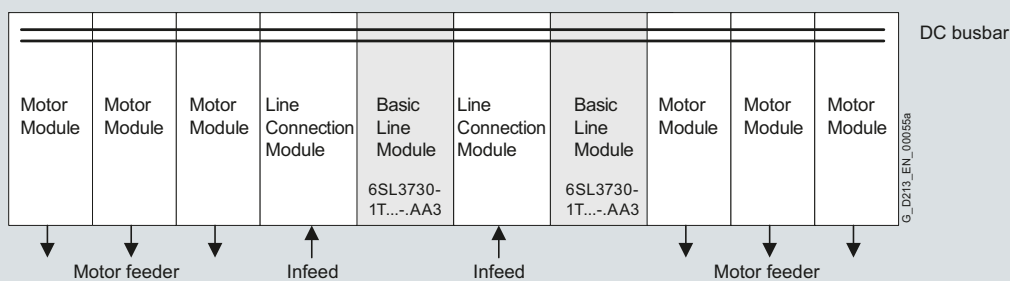 DC busbar
Motor
Module
Motor
Module
Motor
Module
Line
Connection
Module
Basic
Line
Module
6SL3730-
1T...-.AA3
Line
Connection
Module
Basic
Line
Module
6SL3730-
1T...-.AA3
Motor
Module
Motor
Module
Motor
Module
G_D213_EN_00055a
Motor feeder
Infeed
Infeed
Motor feeder